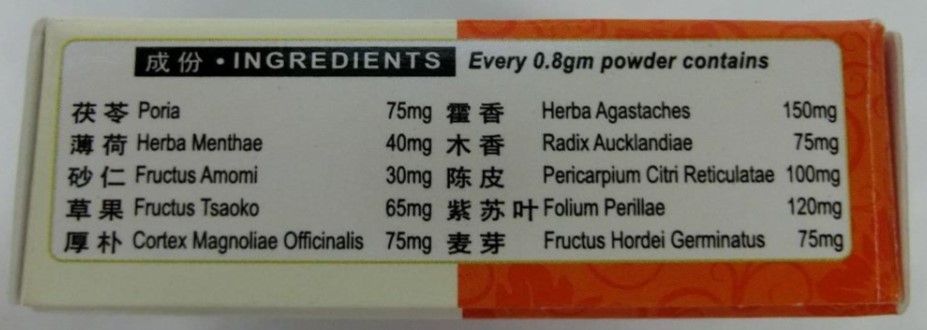 成份 • INGREDIENTS Every 0.8gm powder contains
茯苓 Poria 75mg 霍香 Herba Agastaches 150mg
薄荷 Herba Menthae 40mg 木香 Radix Aucklandiae 75mg
砂仁 Fructus Amomi 30mg 陈皮 Pericarpium Citri Reticulatae 100mg
草果 Fructus Tsaoko 65mg 紫苏叶 Folium Perillae 120mg
厚朴 Cortex Magnoliae Officinalis 75mg 麦芽 Fructus Hordei Germinatus 75mg